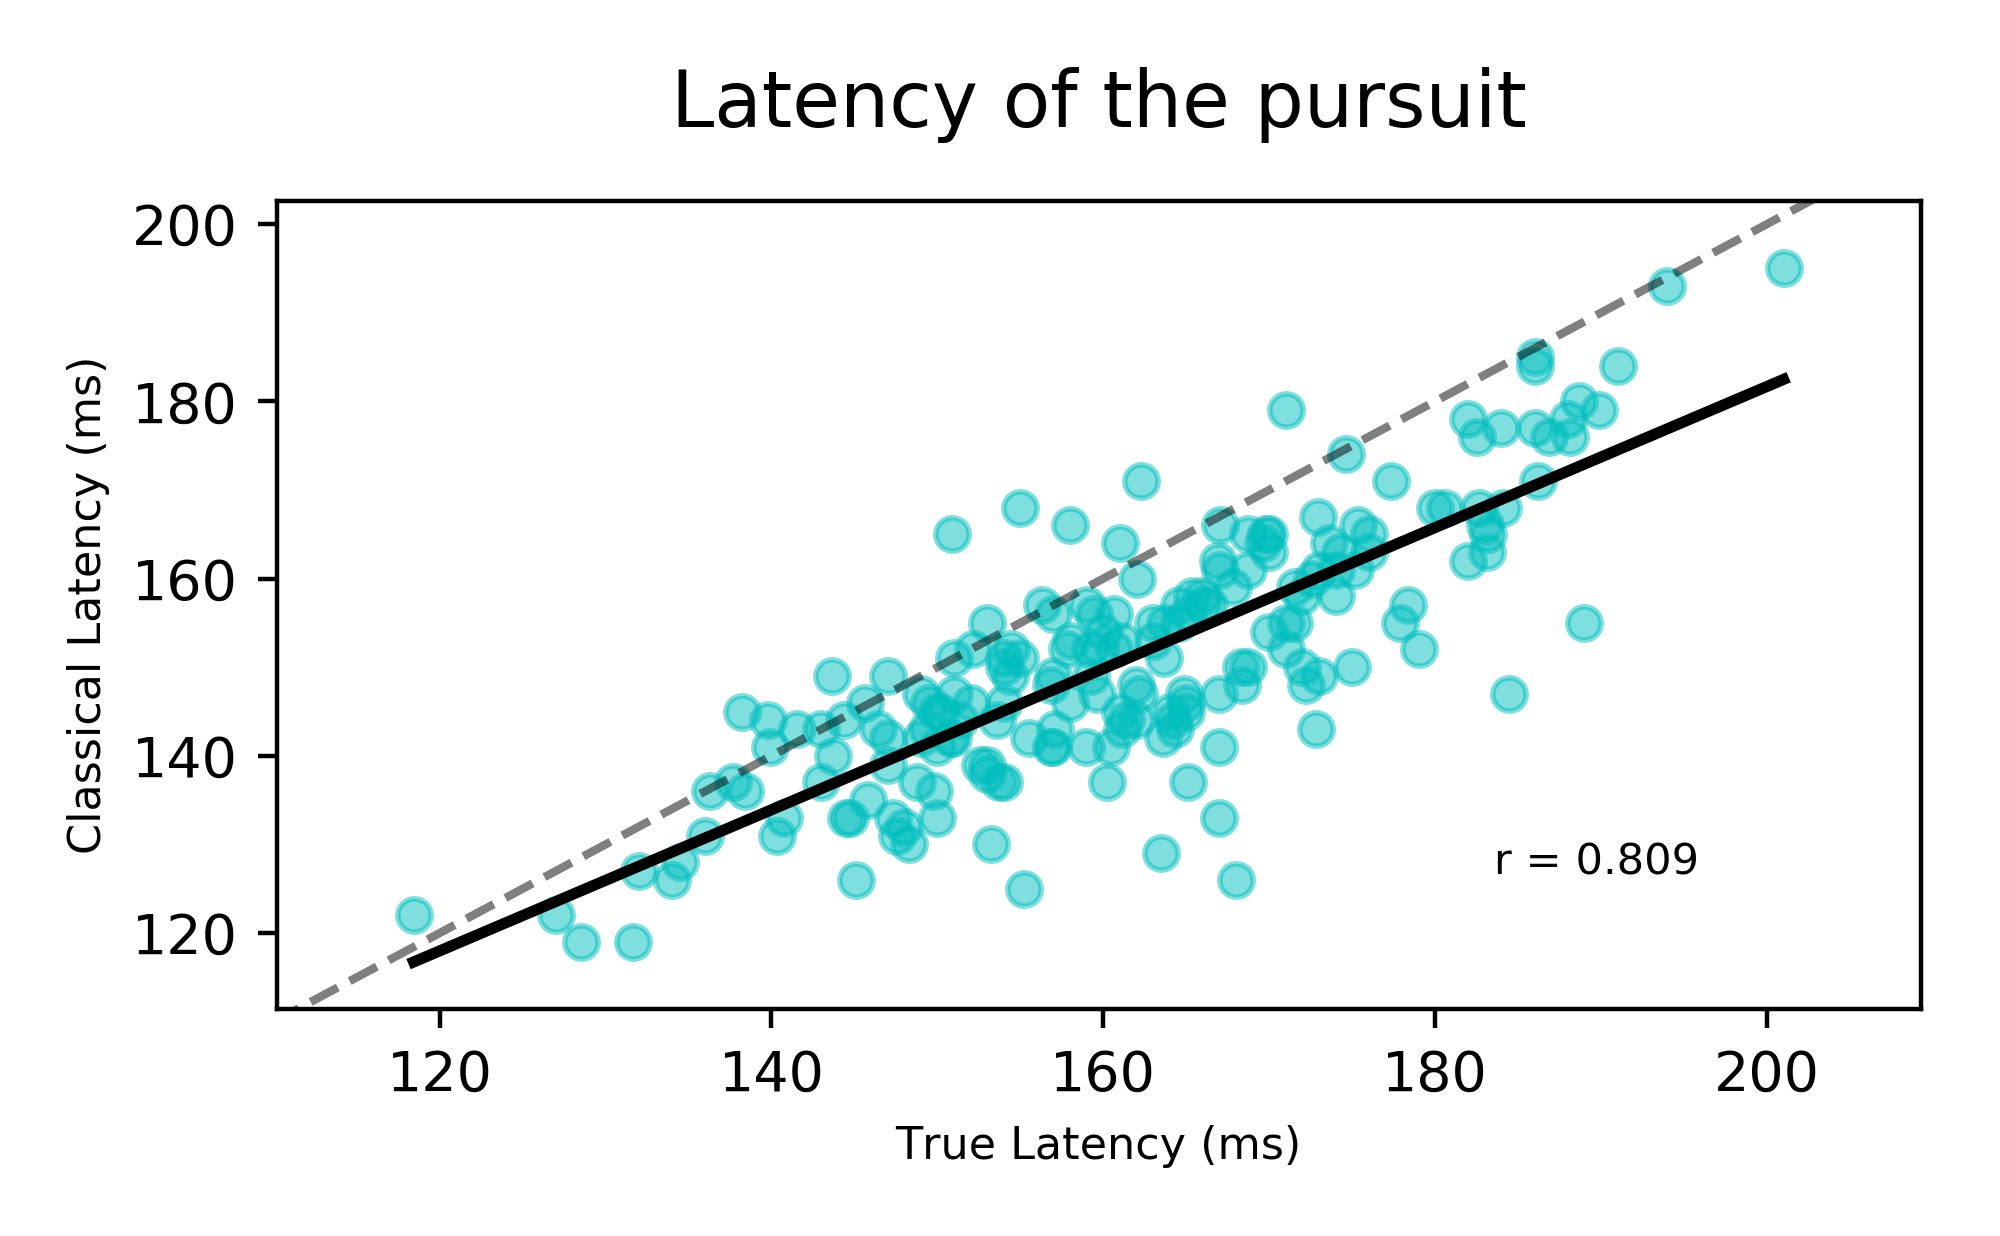 Latency of the pursuit
200
180
160
140
120
Classical Latency (ms)
r = 0.809
120 140 160 180 200
True Latency (ms)